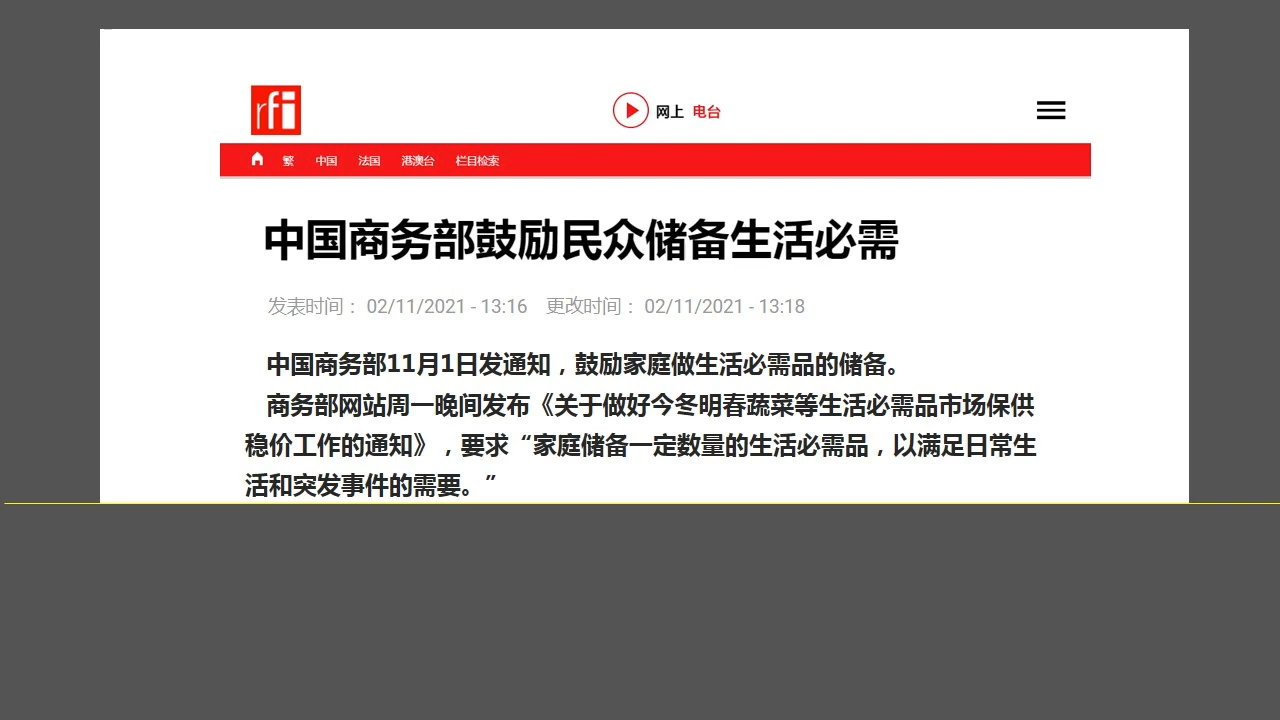 rfi
网上 电台
繁 中国 法国 港澳台 栏目检索
中国商务部鼓励民众储备生活必需
发表时间： 02/11/2021 - 13:16 更改时间： 02/11/2021 - 13:18
中国商务部11月1日发通知，鼓励家庭做生活必需品的储备。
商务部网站周一晚间发布《关于做好今冬明春蔬菜等生活必需品市场保供
稳价工作的通知》，要求“家庭储备一定数量的生活必需品，以满足日常生
活和突发事件的需要。”